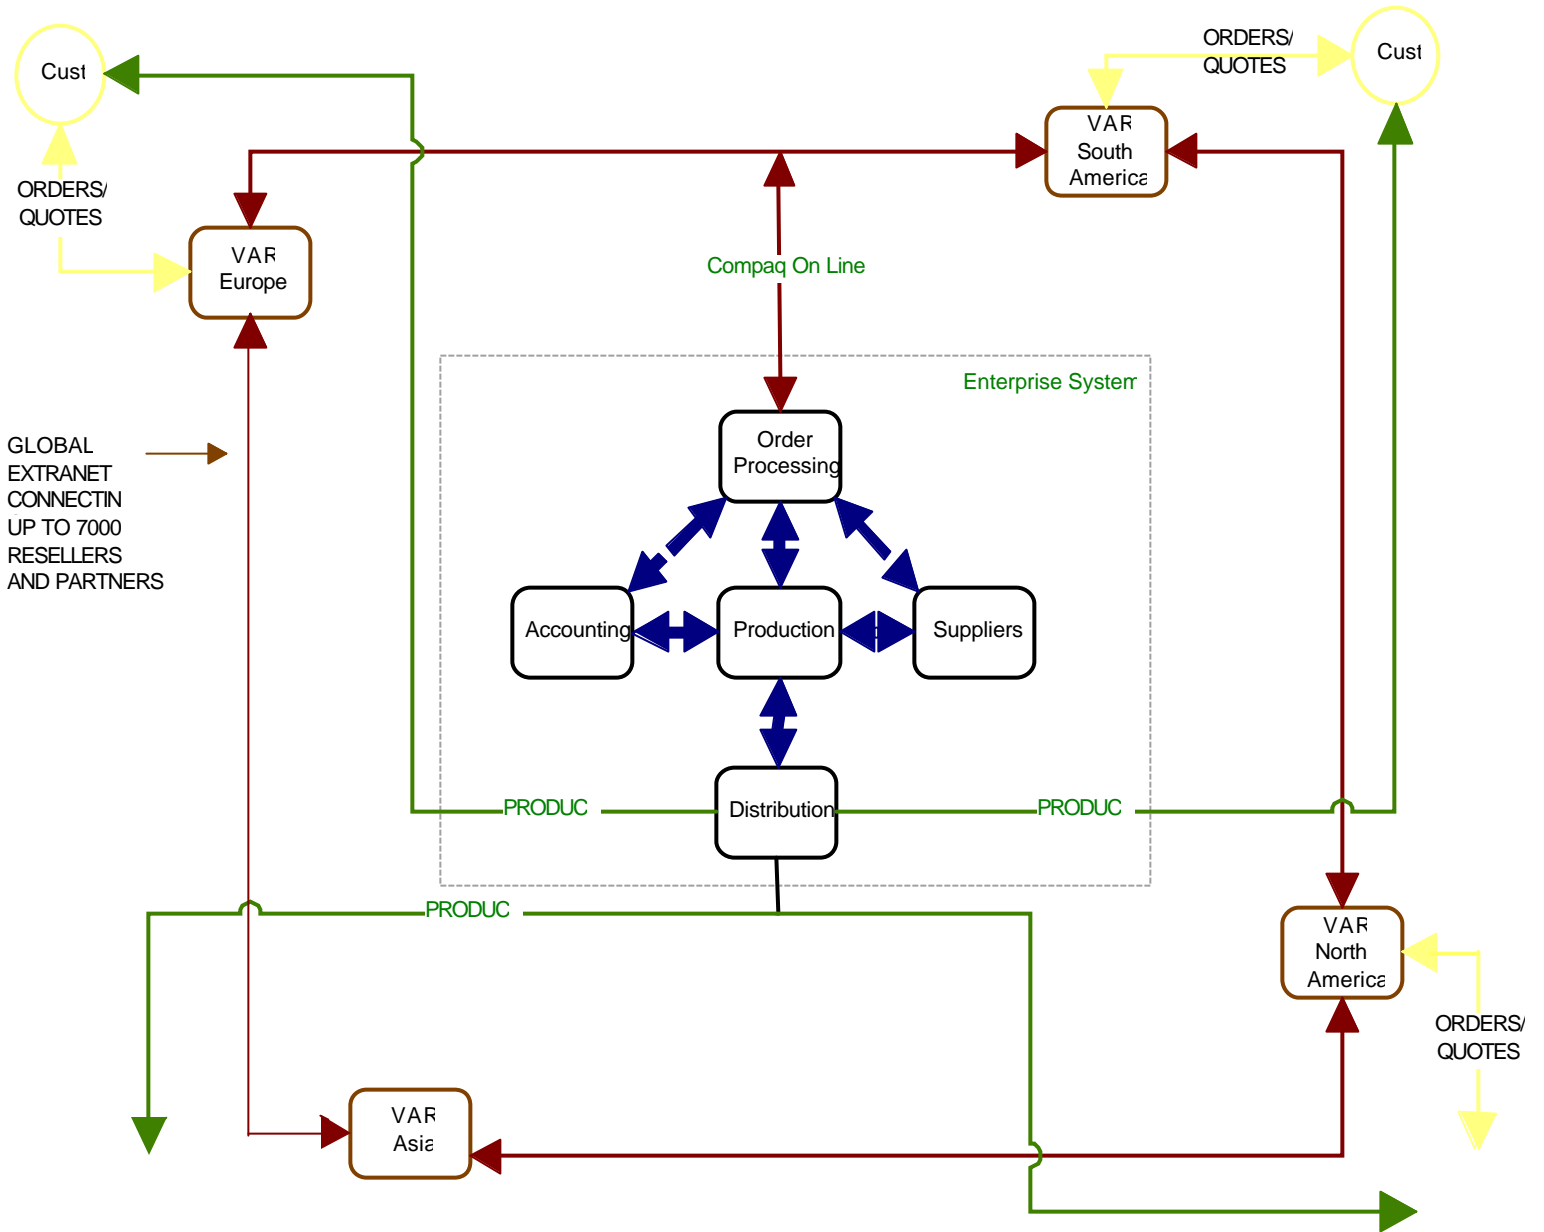 Cust
ORDERS/
QUOTES
Cust
VAR
South
America
ORDERS/
QUOTES
VAR
Europe
Compaq On Line
Enterprise System
GLOBAL
EXTRANET
CONNECTIN
UP TO 7000
RESELLERS
AND PARTNERS
Order
Processing
Accounting
Production
Suppliers
PRODUC
Distribution
PRODUC
PRODUC
VAR
North
America
ORDERS/
QUOTES
VAR
Asia